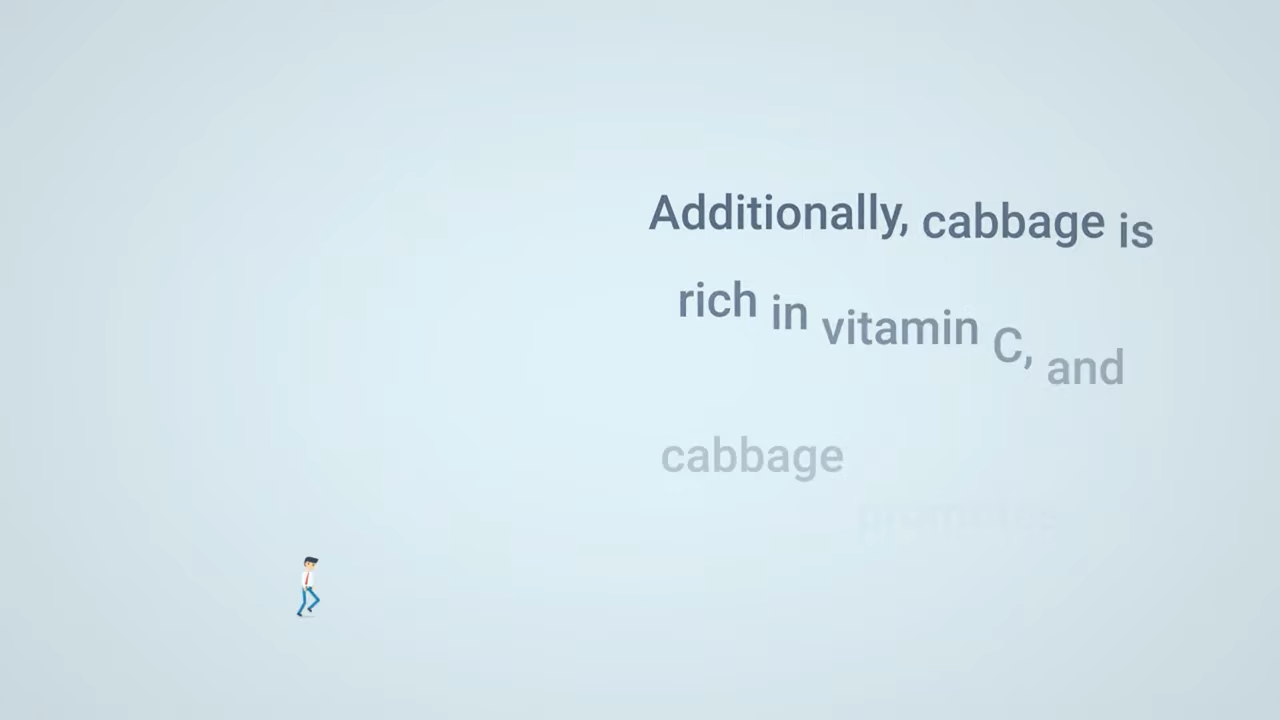 Additionally, cabbage is
rich in vitamin C, and
cabbage